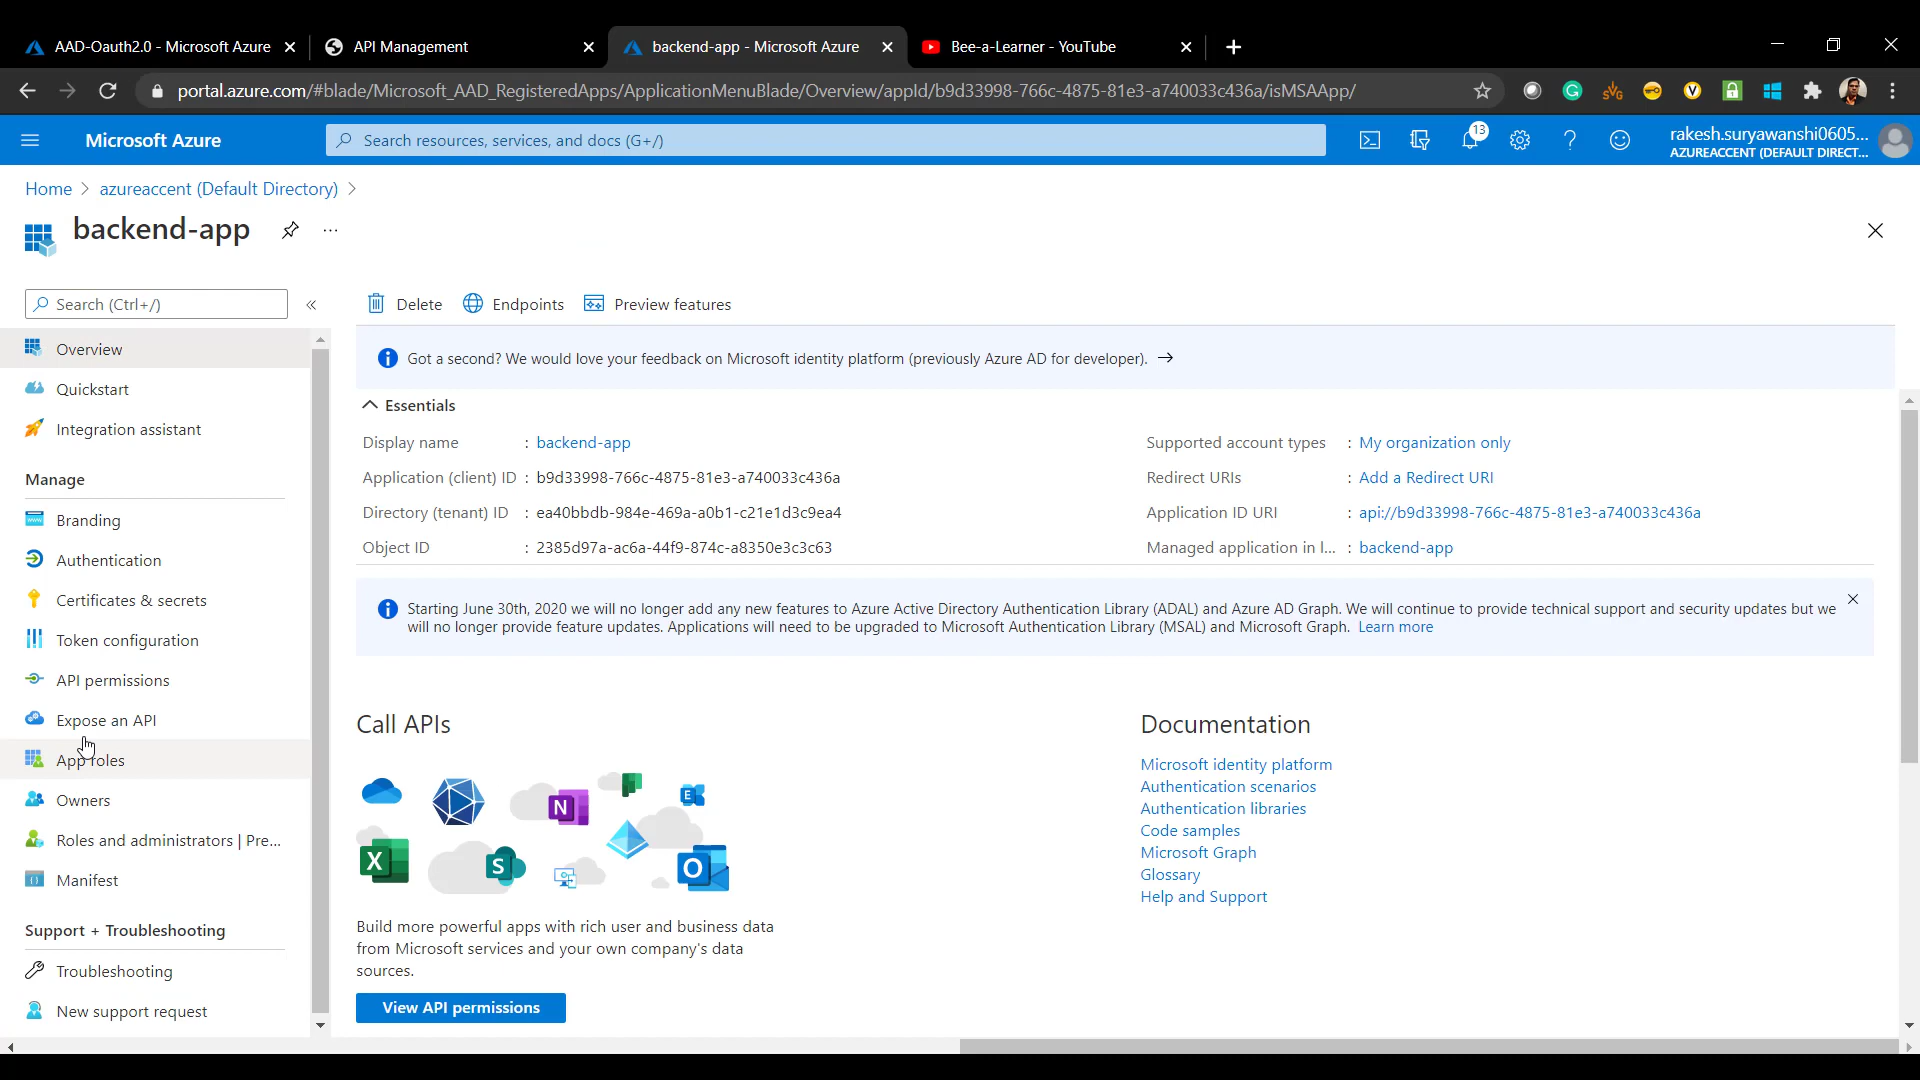 AAD-Oauth2.0 - Microsoft Azure
API Management
backend-app - Microsoft Azure
Bee-a-Learner - YouTube
portal.azure.com/#blade/Microsoft_AAD_RegisteredApps/ApplicationMenuBlade/Overview/appId/b9d33998-766c-4875-81e3-a740033c436a/isMSAApp/
Microsoft Azure
Search resources, services, and docs (G+/)
13
rakesh.suryawanshi0605...
AZUREACCENT (DEFAULT DIRECT...
Home > azureaccent (Default Directory) >
backend-app
...
Search (Ctrl+/)
«
Overview
Quickstart
Integration assistant
Manage
Branding
Authentication
Certificates & secrets
Token configuration
API permissions
Expose an API
App roles
Owners
Roles and administrators | Pre...
Manifest
Support + Troubleshooting
Troubleshooting
New support request
Delete
Endpoints
Preview features
Got a second? We would love your feedback on Microsoft identity platform (previously Azure AD for developer). →
Essentials
Display name : backend-app
Application (client) ID : b9d33998-766c-4875-81e3-a740033c436a
Directory (tenant) ID : ea40bbdb-984e-469a-a0b1-c21e1d3c9ea4
Object ID : 2385d97a-ac6a-44f9-874c-a8350e3c3c63
Supported account types : My organization only
Redirect URIs : Add a Redirect URI
Application ID URI : api://b9d33998-766c-4875-81e3-a740033c436a
Managed application in l... : backend-app
Starting June 30th, 2020 we will no longer add any new features to Azure Active Directory Authentication Library (ADAL) and Azure AD Graph. We will continue to provide technical support and security updates but we
will no longer provide feature updates. Applications will need to be upgraded to Microsoft Authentication Library (MSAL) and Microsoft Graph. Learn more
Call APIs
N
E
X
S
O
Build more powerful apps with rich user and business data
from Microsoft services and your own company's data
sources.
View API permissions
Documentation
Microsoft identity platform
Authentication scenarios
Authentication libraries
Code samples
Microsoft Graph
Glossary
Help and Support